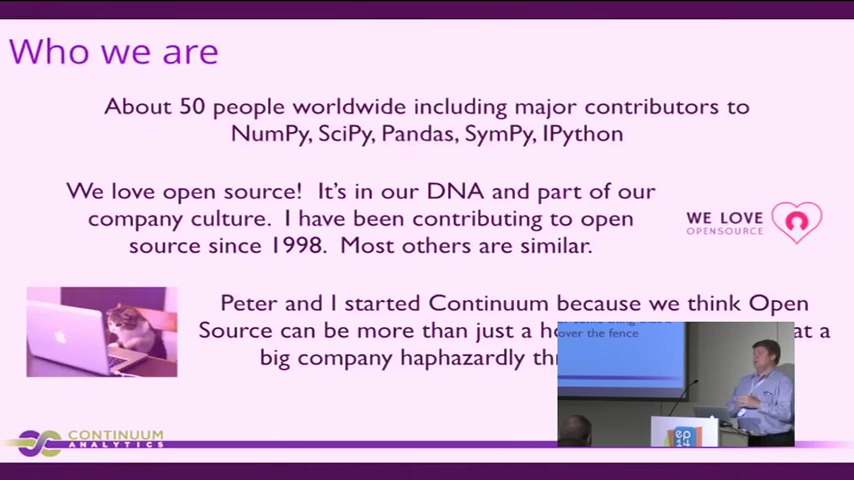 Who we are
About 50 people worldwide including major contributors to
NumPy, SciPy, Pandas, SymPy, IPython
We love open source! It's in our DNA and part of our
company culture. I have been contributing to open
source since 1998. Most others are similar.
WE LOVE
OPENSOURCE
Peter and I started Continuum because we think Open
Source can be more than just a at a
big company haphazardly
over the fence
CONTINUUM
ANALYTICS
ep
14